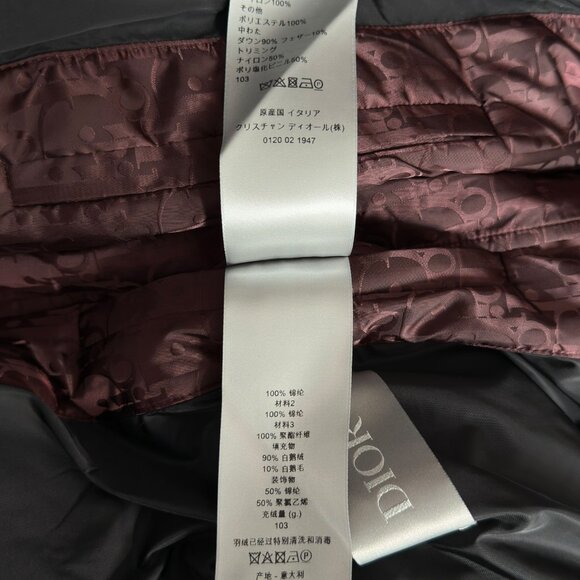 イロン100%
その他
ポリエステル100%
中わた
ダウン90% フェザー10%
トリミング
ナイロン50%
ポリ塩化ビニル50%
103
原産国 イタリア
クリスチャン ディオール(株)
0120 02 1947
100% 锦纶
材料2
100% 锦纶
材料3
100% 聚酯纤维
填充物
90% 白鹅绒
10% 白鹅毛
装饰物
50% 锦纶
50% 聚氯乙烯
充绒量 (g.)
103
羽绒已经过特别清洗和消毒
产地 - 意大利
DIOR